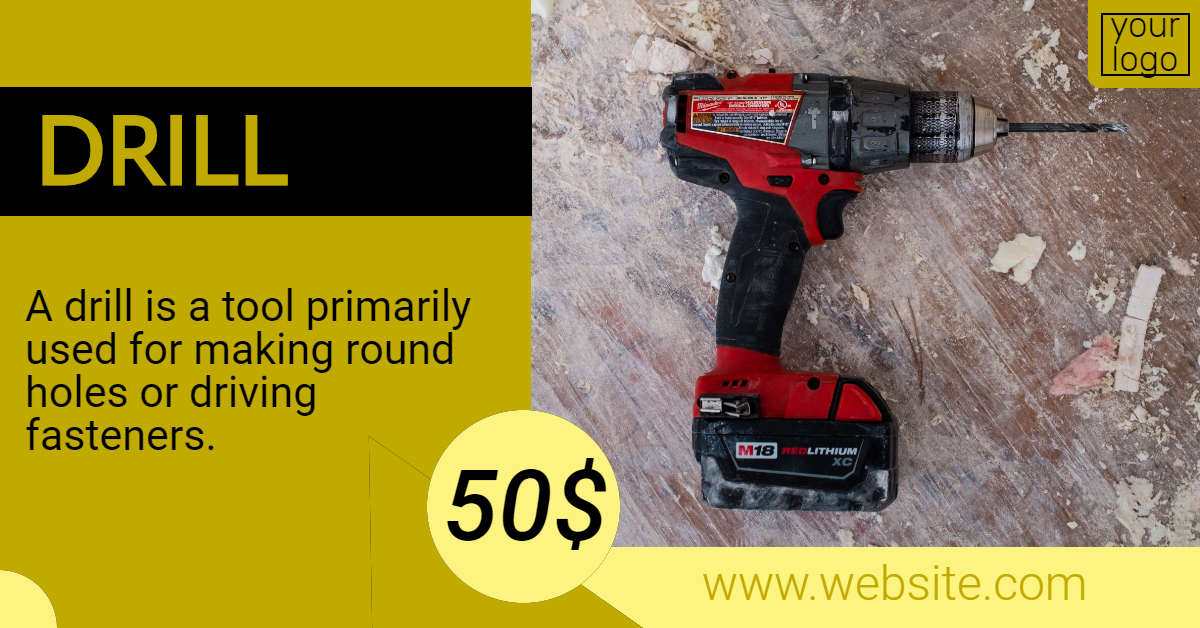 your
logo
DRILL
A drill is a tool primarily
used for making round
holes or driving
fasteners.
50$
www.website.com
Milwaukee
M18 REDLITHIUM
XC